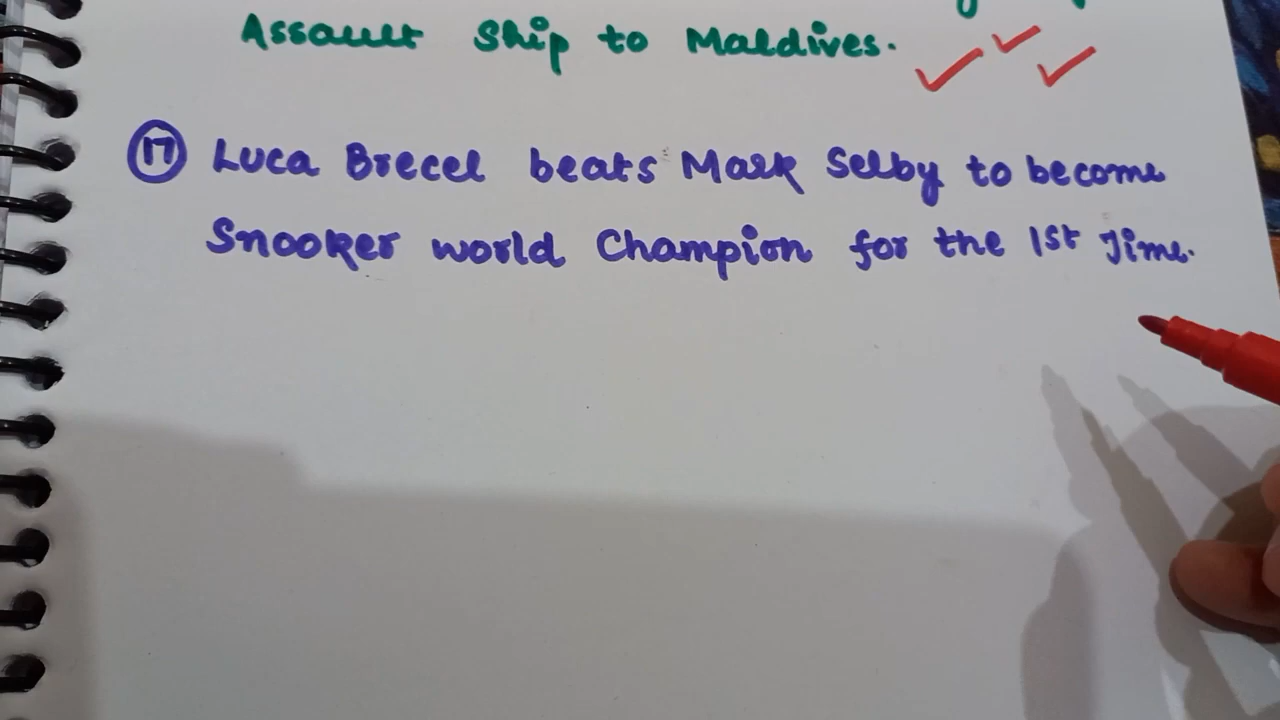 Assault Ship to Maldives.
17 Luca Brecel beats Mark Selby to become
Snooker world Champion for the 1st Time.